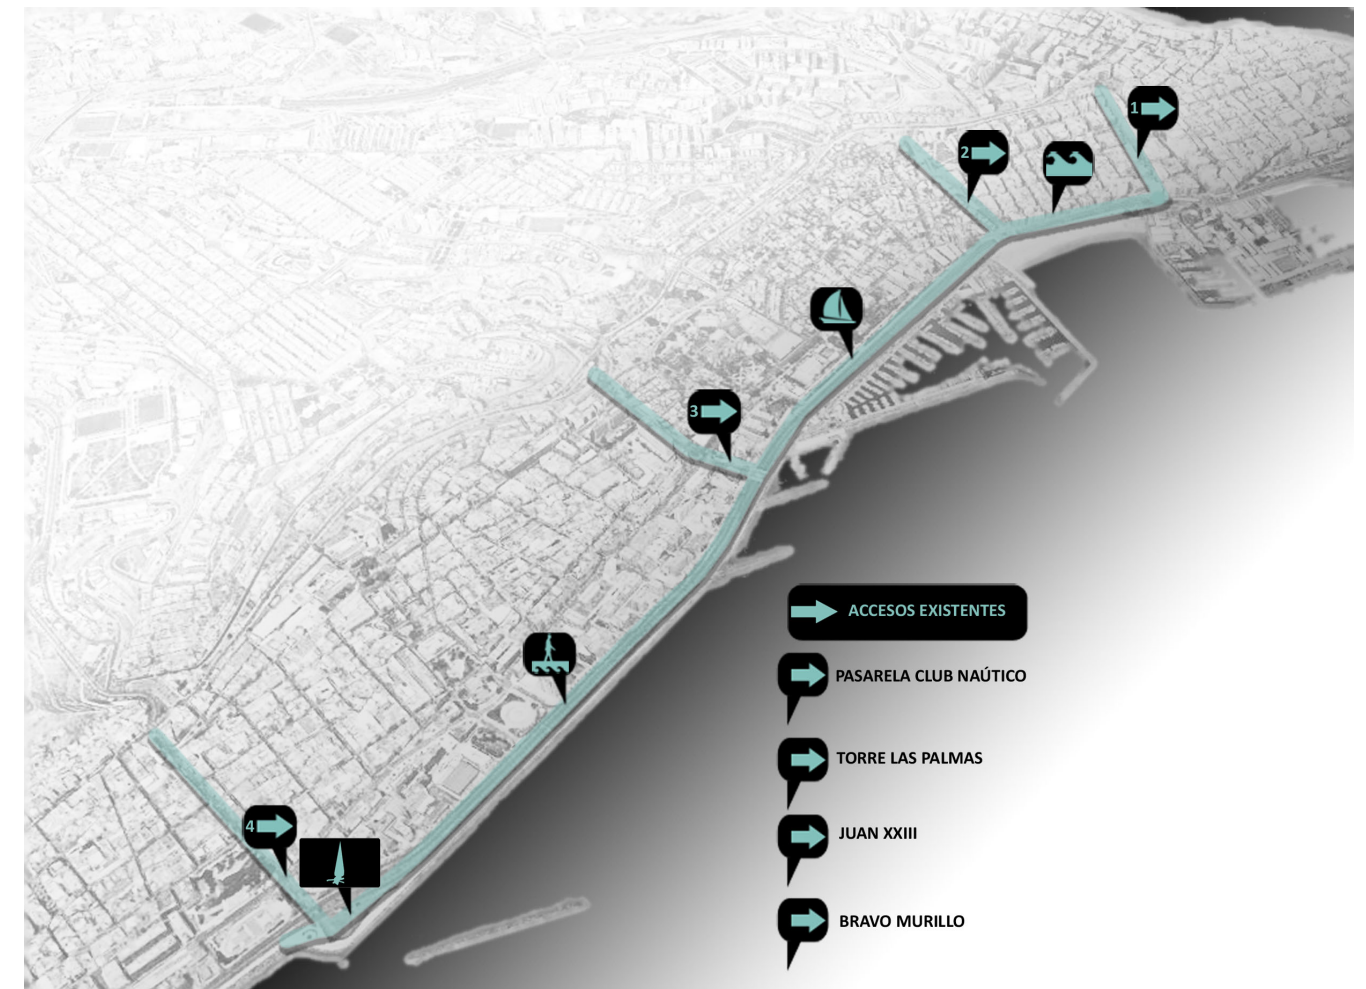 1
2
3
ACCESOS EXISTENTES
PASARELA CLUB NAÚTICO
TORRE LAS PALMAS
JUAN XXIII
4
BRAVO MURILLO